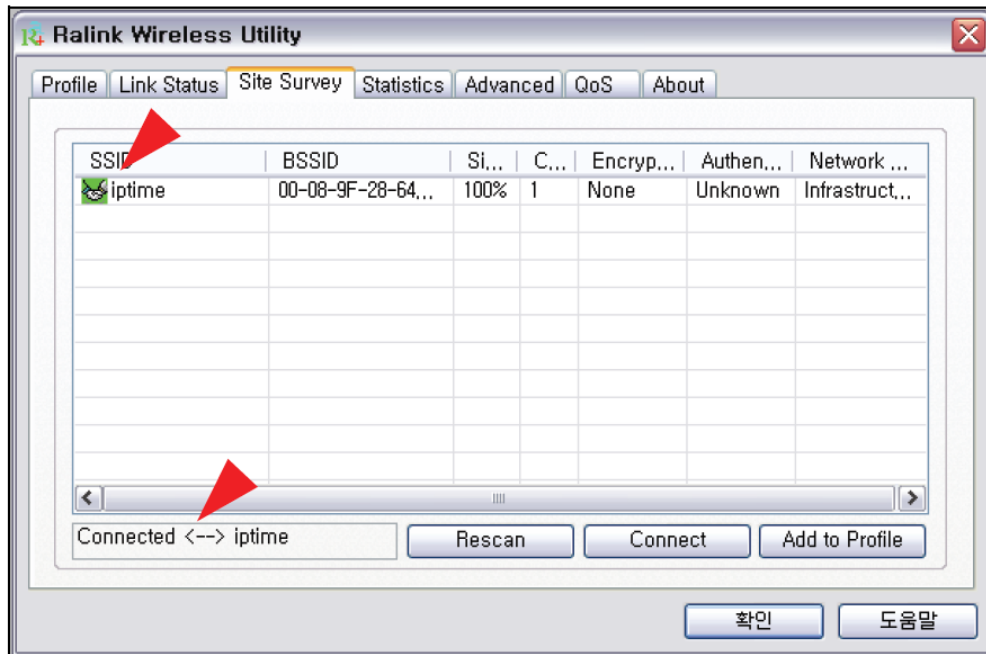 Ralink Wireless Utility
Profile Link Status Site Survey Statistics Advanced QoS About
SSID BSSID Si... C... Encryp... Authen... Network ...
iptime 00-08-9F-28-64... 100% 1 None Unknown Infrastruct...
Connected <--> iptime Rescan Connect Add to Profile
확인 도움말